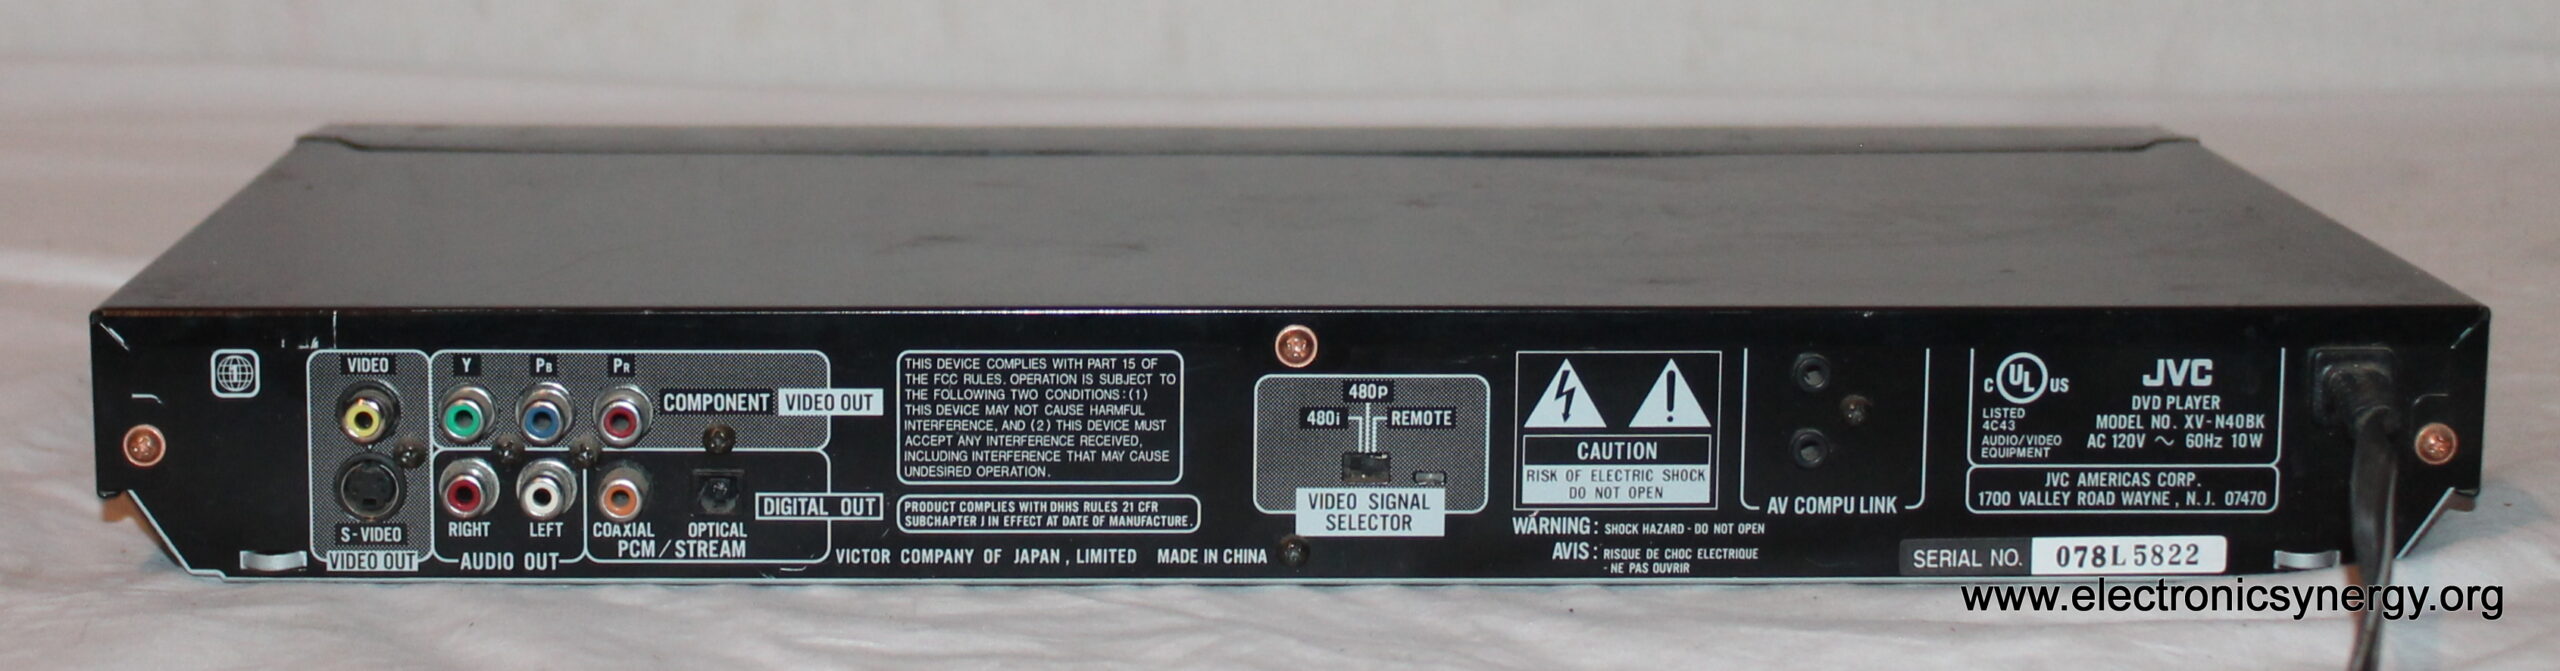 1
VIDEO
S-VIDEO
VIDEO OUT
Y
PB
PR
COMPONENT VIDEO OUT
RIGHT
LEFT
AUDIO OUT
COAXIAL
OPTICAL
PCM/STREAM
DIGITAL OUT
THIS DEVICE COMPLIES WITH PART 15 OF
THE FCC RULES. OPERATION IS SUBJECT TO
THE FOLLOWING TWO CONDITIONS:(1)
THIS DEVICE MAY NOT CAUSE HARMFUL
INTERFERENCE, AND (2) THIS DEVICE MUST
ACCEPT ANY INTERFERENCE RECEIVED,
INCLUDING INTERFERENCE THAT MAY CAUSE
UNDESIRED OPERATION.
PRODUCT COMPLIES WITH DHHS RULES 21 CFR
SUBCHAPTER J IN EFFECT AT DATE OF MANUFACTURE.
VICTOR COMPANY OF JAPAN, LIMITED MADE IN CHINA
480p
480i
REMOTE
VIDEO SIGNAL
SELECTOR
CAUTION
RISK OF ELECTRIC SHOCK
DO NOT OPEN
WARNING: SHOCK HAZARD - DO NOT OPEN
AVIS: RISQUE DE CHOC ELECTRIQUE
- NE PAS OUVRIR
AV COMPU LINK
C UL US
LISTED
4C43
AUDIO/VIDEO
EQUIPMENT
JVC
DVD PLAYER
MODEL NO. XV-N40BK
AC 120V ~ 60Hz 10W
JVC AMERICAS CORP.
1700 VALLEY ROAD WAYNE, N.J. 07470
SERIAL NO. 078L5822
www.electronicsynergy.org